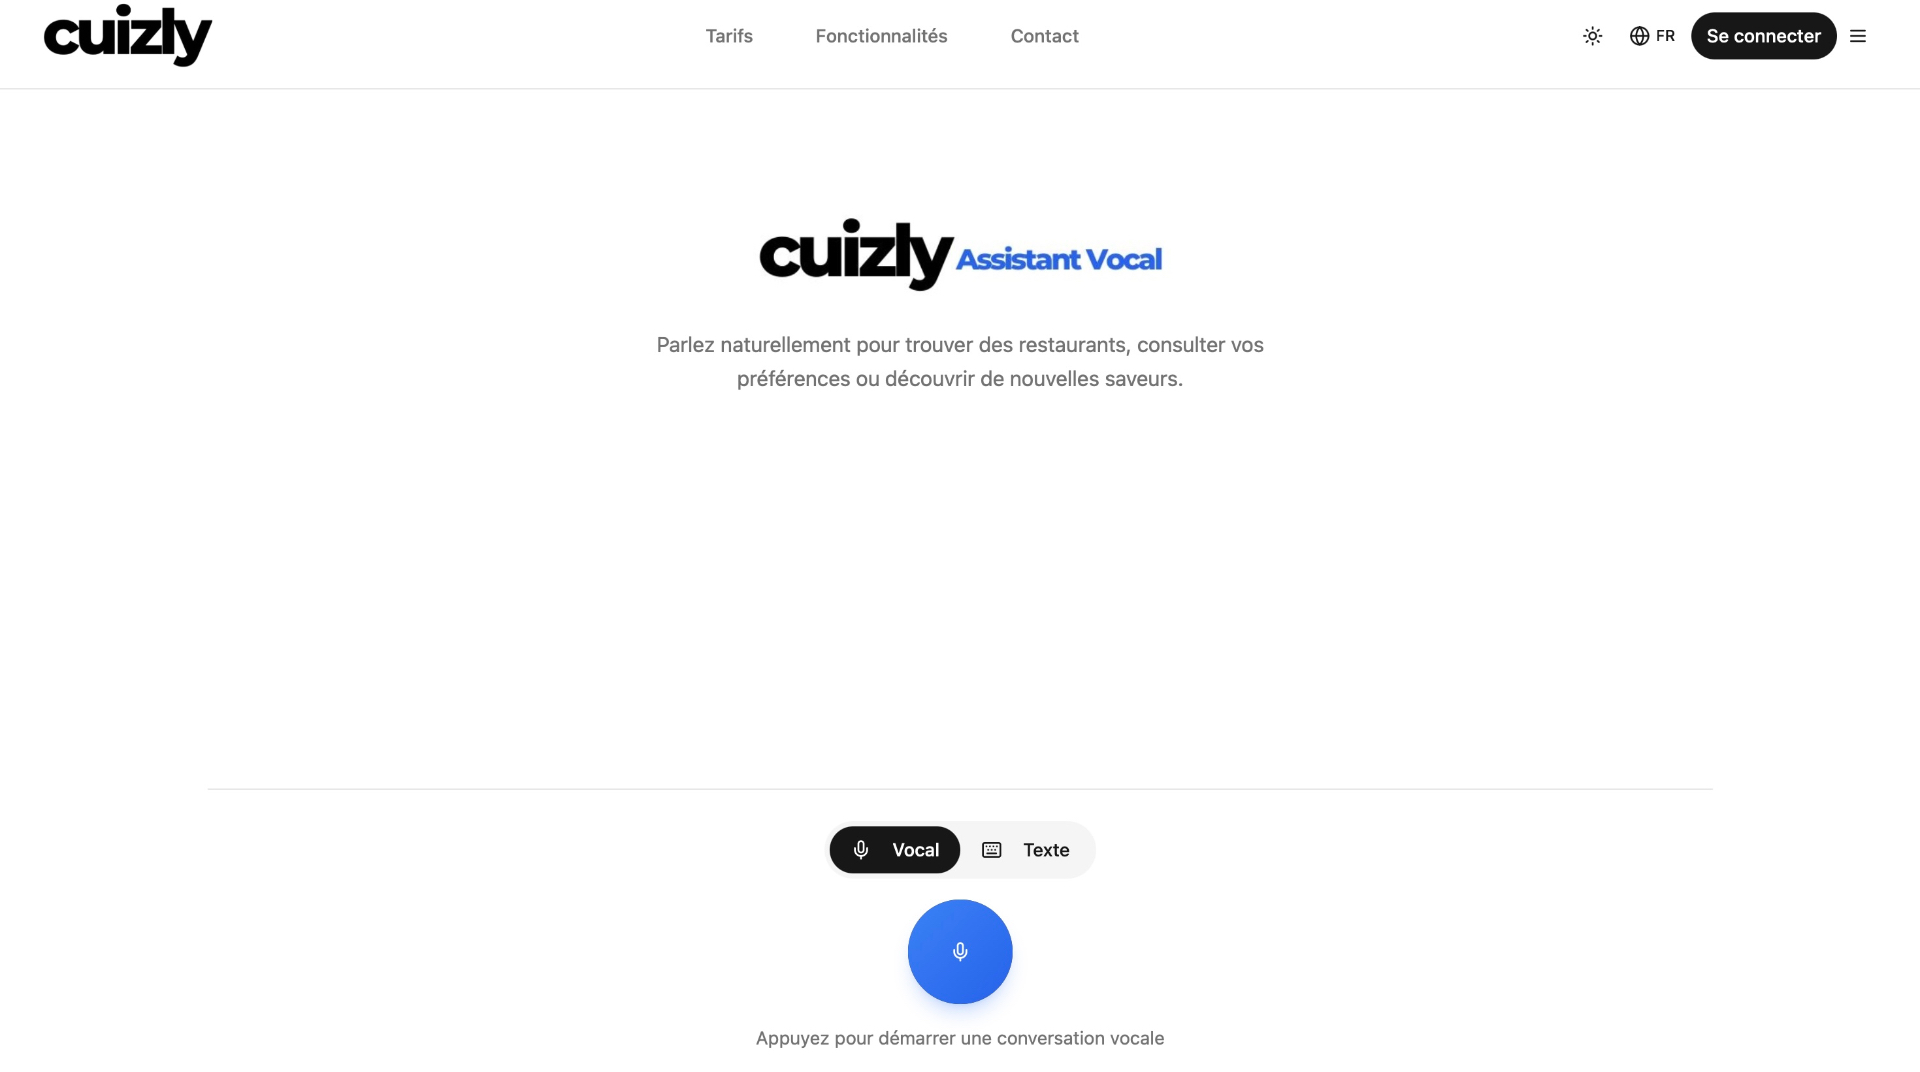 cuizly
Tarifs
Fonctionnalités
Contact
FR
Se connecter
cuizly Assistant Vocal
Parlez naturellement pour trouver des restaurants, consulter vos
préférences ou découvrir de nouvelles saveurs.
Vocal
Texte
Appuyez pour démarrer une conversation vocale